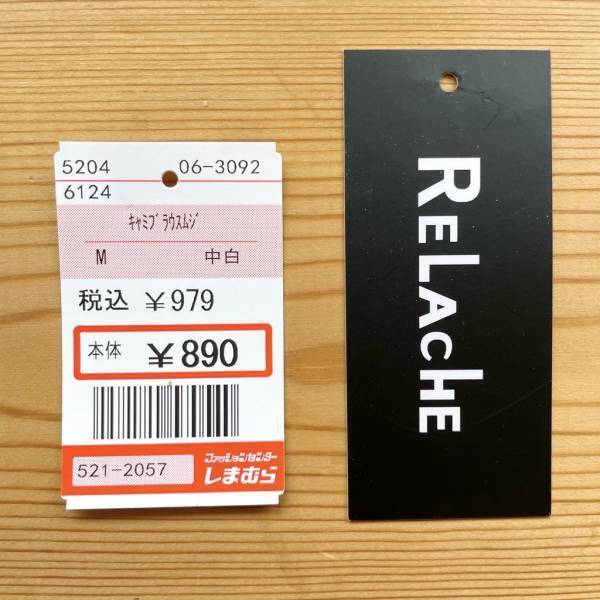 5204 06-3092
6124
ｷｬﾐﾌﾞﾗｳｽﾑｼﾞ
M 中白
税込 ¥979
本体 ¥890
521-2057
ファッションセンター
しまむら
RELACHE